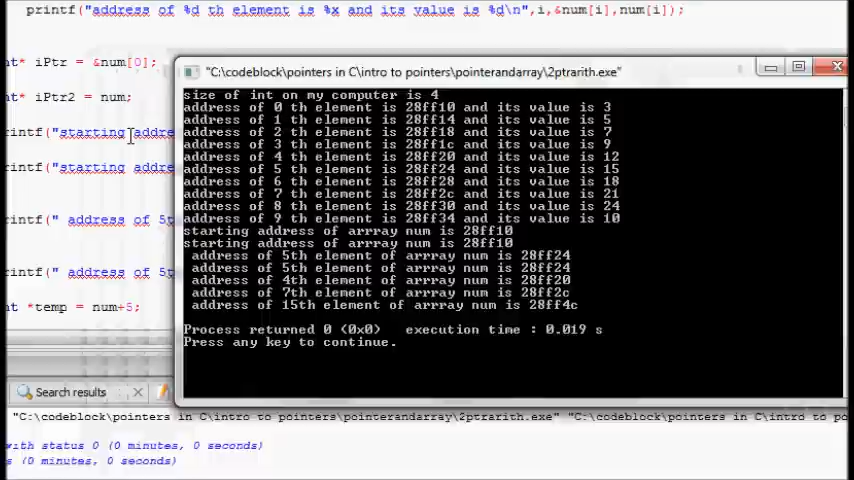 printf("address of %d th element is %x and its value is %d\n",i,&num[i],num[i]);
nt* iPtr = &num[0];
nt* iPtr2 = num;
rintf("starting addre
rintf("starting addre
rintf(" address of 5t
rintf(" address of 5t
nt *temp = num+5;
"C:\codeblock\pointers in C\intro to pointers\pointerandarray\2ptrarith.exe"
size of int on my computer is 4
address of 0 th element is 28ff10 and its value is 3
address of 1 th element is 28ff14 and its value is 5
address of 2 th element is 28ff18 and its value is 7
address of 3 th element is 28ff1c and its value is 9
address of 4 th element is 28ff20 and its value is 12
address of 5 th element is 28ff24 and its value is 15
address of 6 th element is 28ff28 and its value is 18
address of 7 th element is 28ff2c and its value is 21
address of 8 th element is 28ff30 and its value is 24
address of 9 th element is 28ff34 and its value is 10
starting address of arrray num is 28ff10
starting address of arrray num is 28ff10
address of 5th element of arrray num is 28ff24
address of 5th element of arrray num is 28ff24
address of 4th element of arrray num is 28ff20
address of 7th element of arrray num is 28ff2c
address of 15th element of arrray num is 28ff4c
Process returned 0 (0x0)   execution time : 0.019 s
Press any key to continue.
Search results
"C:\codeblock\pointers in C\intro to pointers\pointerandarray\2ptrarith.exe" "C:\codeblock\pointers in C\intro to po
with status 0 (0 minutes, 0 seconds)
s (0 minutes, 0 seconds)